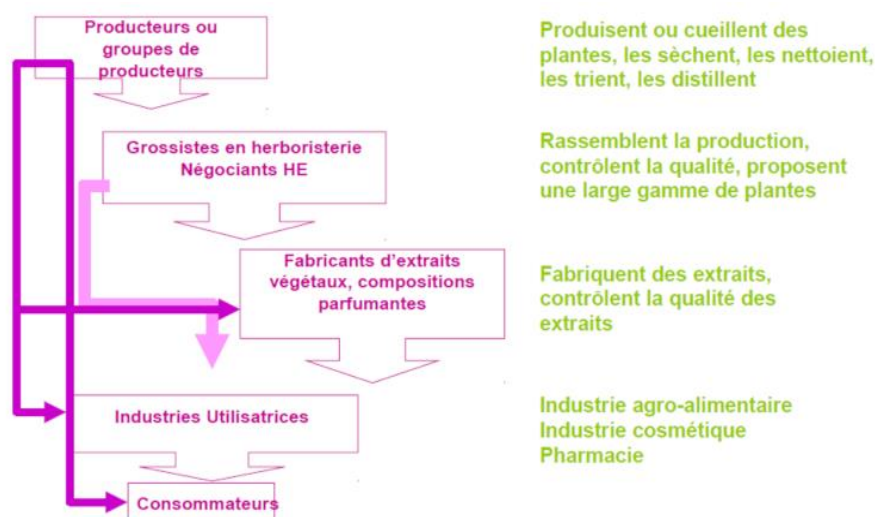 Producteurs ou
groupes de
producteurs
Produisent ou cueillent des
plantes, les sèchent, les nettoient,
les trient, les distillent
Grossistes en herboristerie
Négociants HE
Rassemblent la production,
contrôlent la qualité, proposent
une large gamme de plantes
Fabricants d'extraits
végétaux, compositions
parfumantes
Fabriquent des extraits,
contrôlent la qualité des
extraits
Industries Utilisatrices
Industrie agro-alimentaire
Industrie cosmétique
Pharmacie
Consommateurs